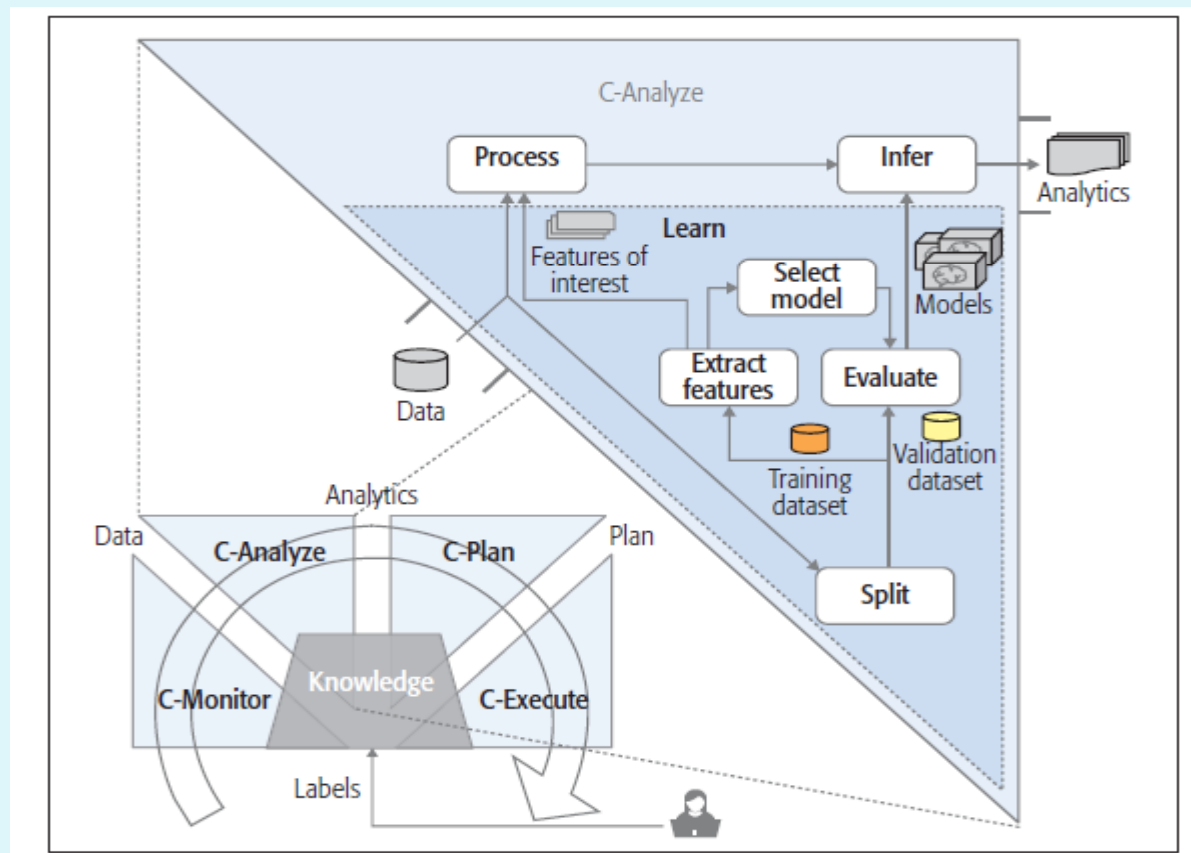 C-Analyze
Process
Infer
Analytics
Learn
Features of
interest
Select
model
Models
Extract
features
Evaluate
Data
Training
dataset
Validation
dataset
Split
Analytics
Data
C-Analyze
C-Plan
Plan
Knowledge
C-Monitor
C-Execute
Labels